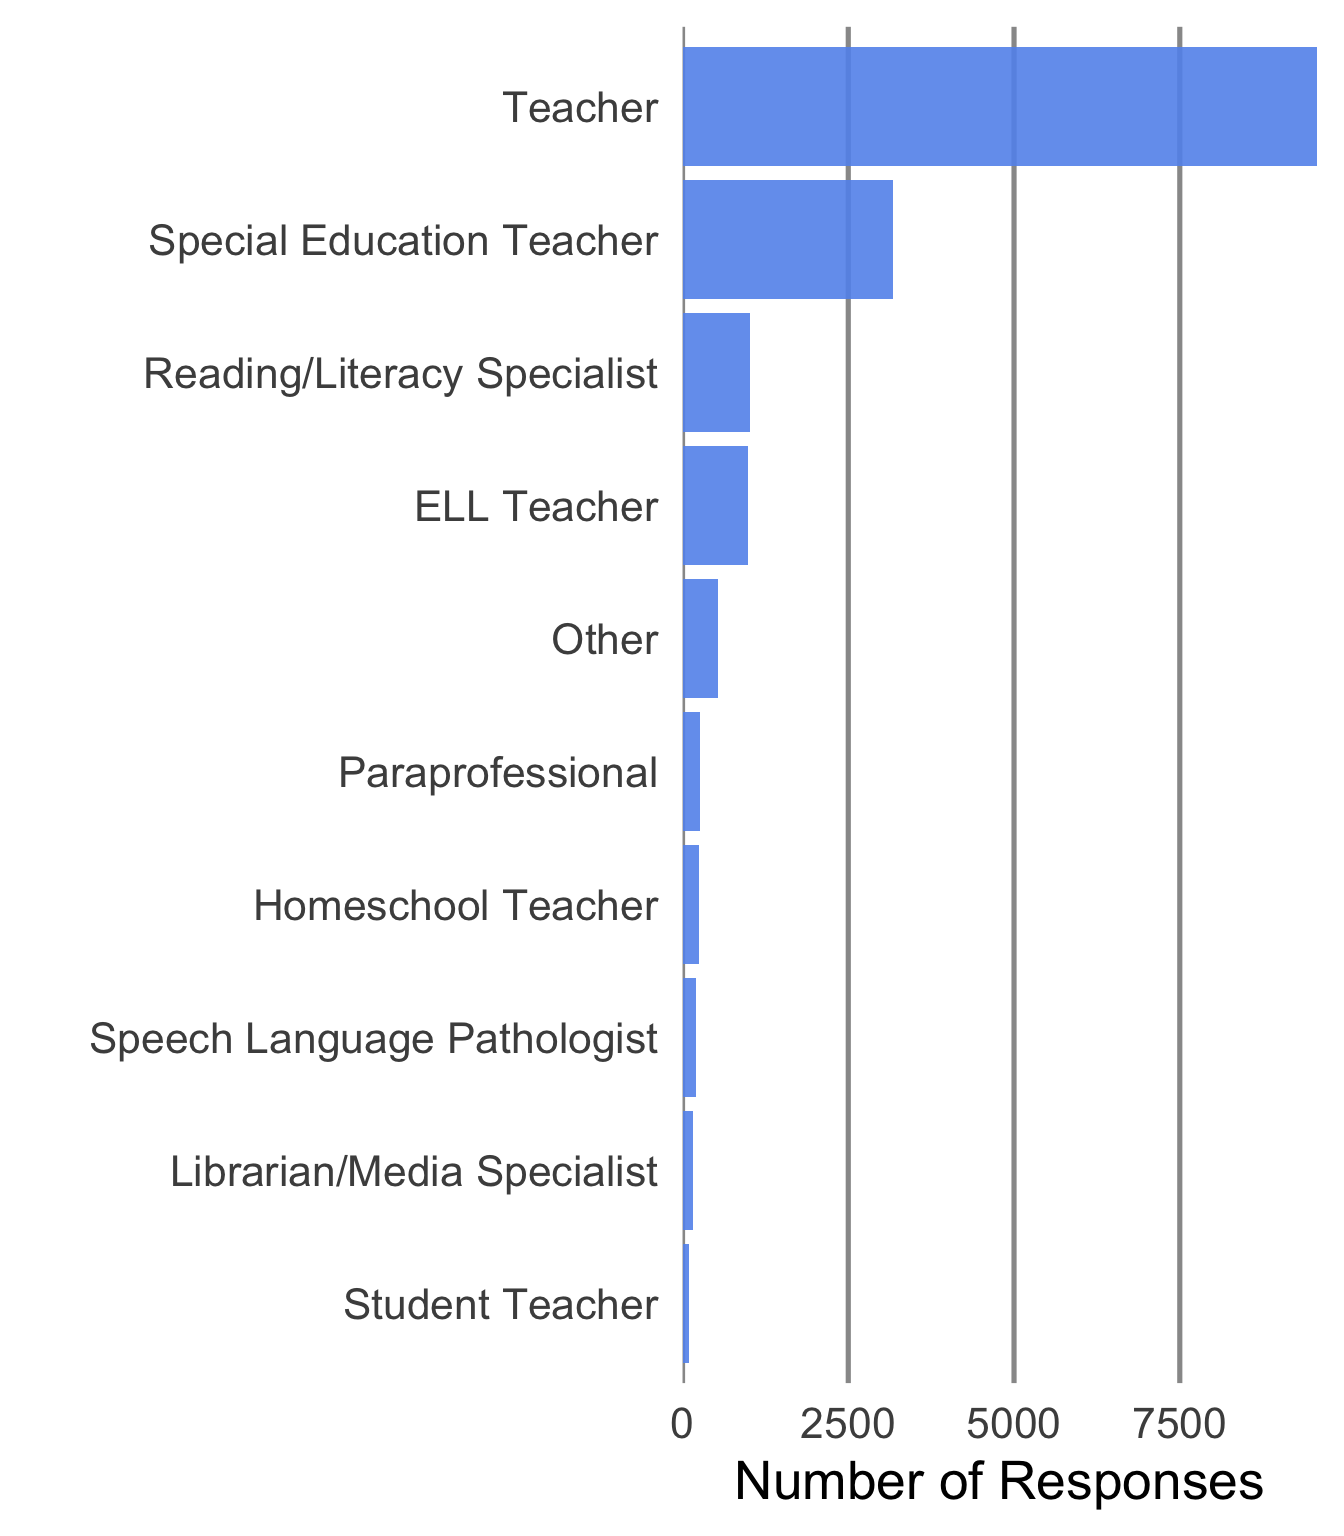 Teacher
Special Education Teacher
Reading/Literacy Specialist
ELL Teacher
Other
Paraprofessional
Homeschool Teacher
Speech Language Pathologist
Librarian/Media Specialist
Student Teacher
0 2500 5000 7500
Number of Responses